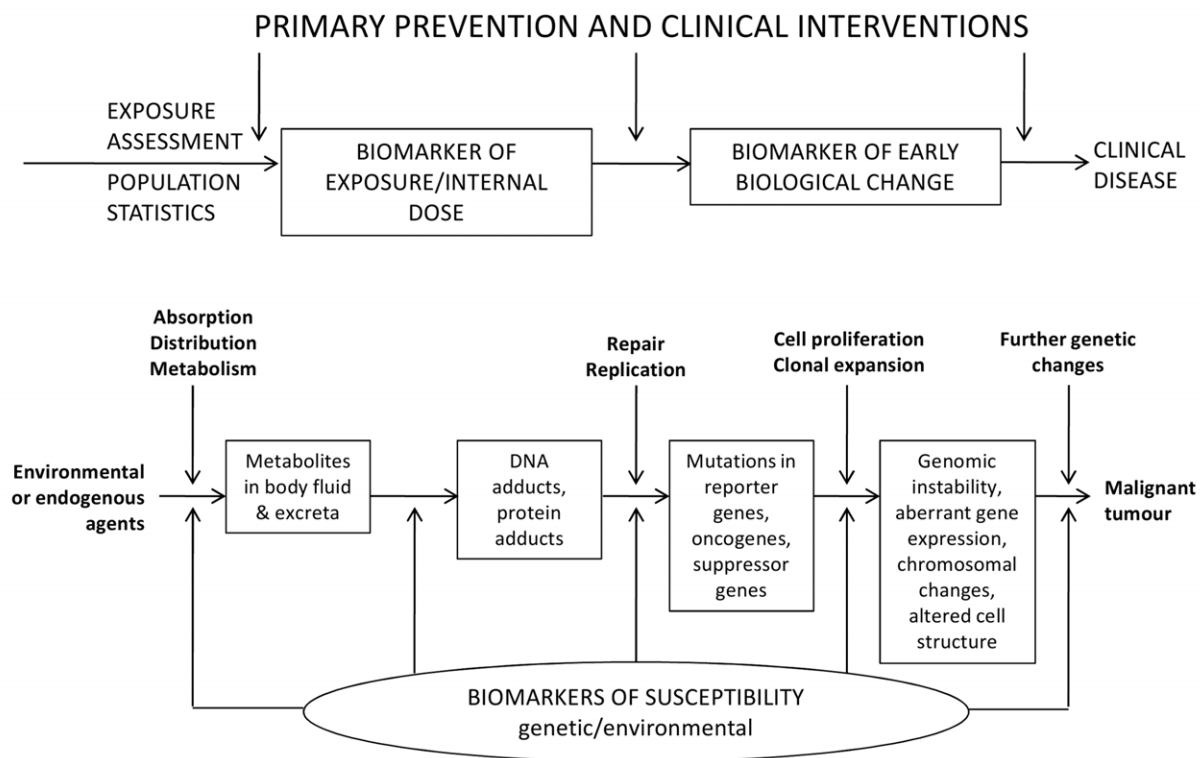 PRIMARY PREVENTION AND CLINICAL INTERVENTIONS
EXPOSURE
ASSESSMENT
POPULATION
STATISTICS
BIOMARKER OF
EXPOSURE/INTERNAL
DOSE
BIOMARKER OF EARLY
BIOLOGICAL CHANGE
CLINICAL
DISEASE
Absorption
Distribution
Metabolism
Repair
Replication
Cell proliferation
Clonal expansion
Further genetic
changes
Environmental
or endogenous
agents
Metabolites
in body fluid
& excreta
DNA
adducts,
protein
adducts
Mutations in
reporter
genes,
oncogenes,
suppressor
genes
Genomic
instability,
aberrant gene
expression,
chromosomal
changes,
altered cell
structure
Malignant
tumour
BIOMARKERS OF SUSCEPTIBILITY
genetic/environmental